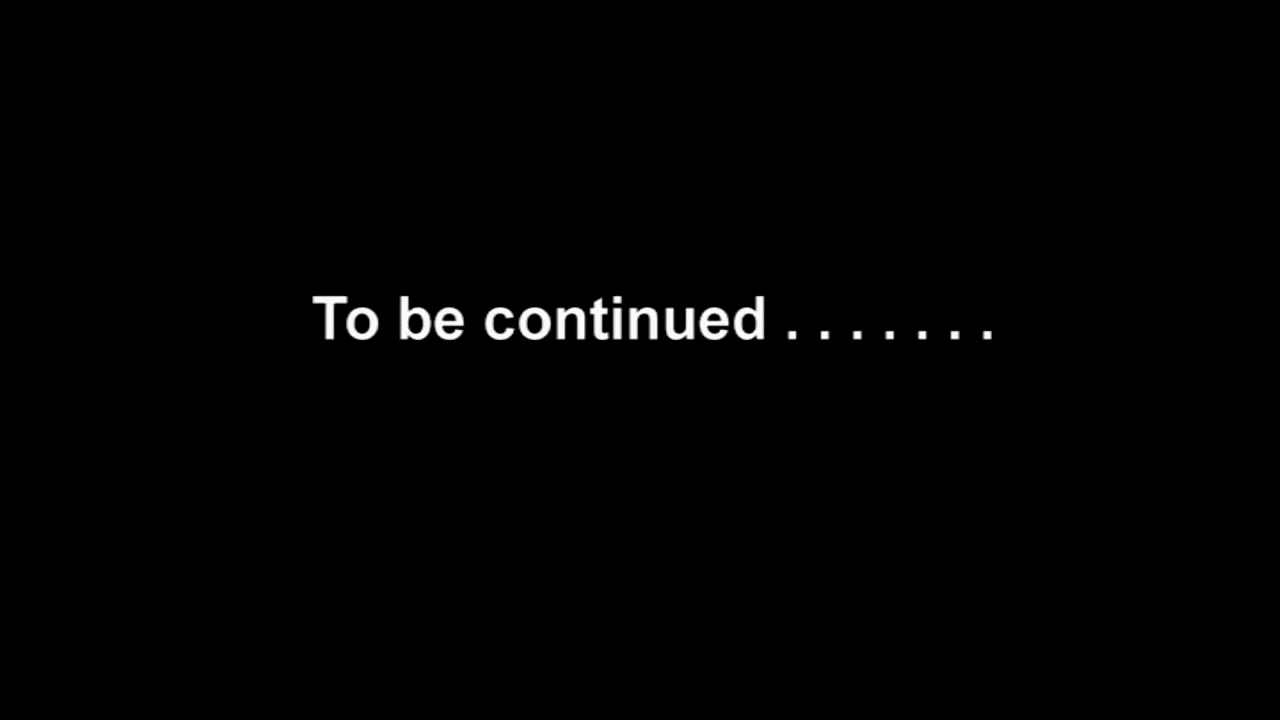 To be continued . . . . . . .